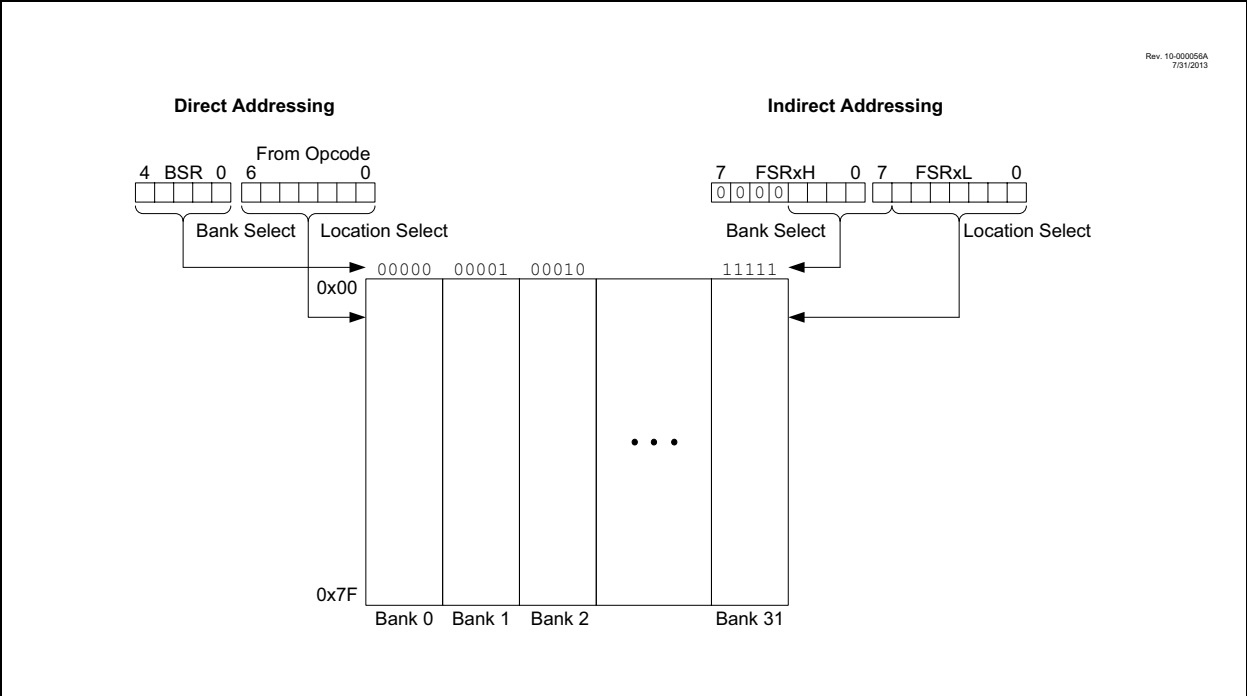 Rev. 10-000056A
7/31/2013
Direct Addressing
Indirect Addressing
From Opcode
4 BSR 0 6 0
7 FSRxH 0 7 FSRxL 0
0 0 0 0
Bank Select Location Select
Bank Select Location Select
00000 00001 00010 11111
0x00
0x7F
Bank 0 Bank 1 Bank 2 Bank 31